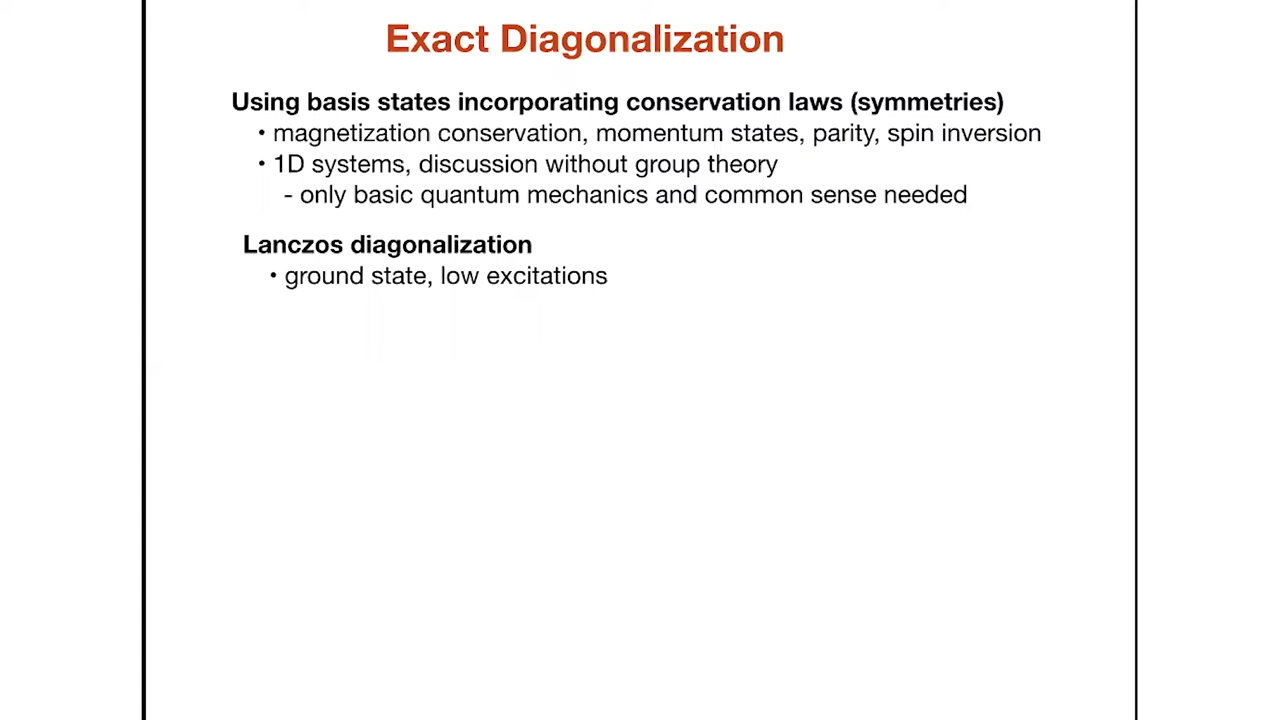 Exact Diagonalization
Using basis states incorporating conservation laws (symmetries)
• magnetization conservation, momentum states, parity, spin inversion
• 1D systems, discussion without group theory
- only basic quantum mechanics and common sense needed
Lanczos diagonalization
• ground state, low excitations